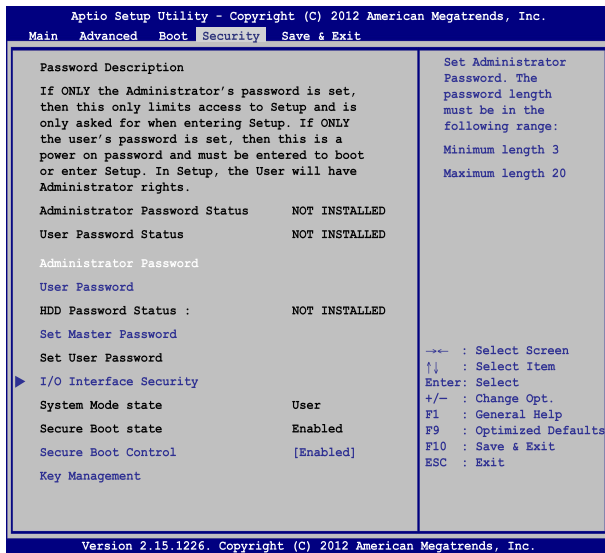 Aptio Setup Utility - Copyright (C) 2012 American Megatrends, Inc.
Main Advanced Boot Security Save & Exit
Password Description
If ONLY the Administrator's password is set,
then this only limits access to Setup and is
only asked for when entering Setup. If ONLY
the user's password is set, then this is a
power on password and must be entered to boot
or enter Setup. In Setup, the User will have
Administrator rights.
Administrator Password Status NOT INSTALLED
User Password Status NOT INSTALLED
Administrator Password
User Password
HDD Password Status : NOT INSTALLED
Set Master Password
Set User Password
I/O Interface Security
System Mode state User
Secure Boot state Enabled
Secure Boot Control [Enabled]
Key Management
Set Administrator
Password. The
password length
must be in the
following range:
Minimum length 3
Maximum length 20
→← : Select Screen
↑↓ : Select Item
Enter: Select
+/— : Change Opt.
F1 : General Help
F9 : Optimized Defaults
F10 : Save & Exit
ESC : Exit
Version 2.15.1226. Copyright (C) 2012 American Megatrends, Inc.